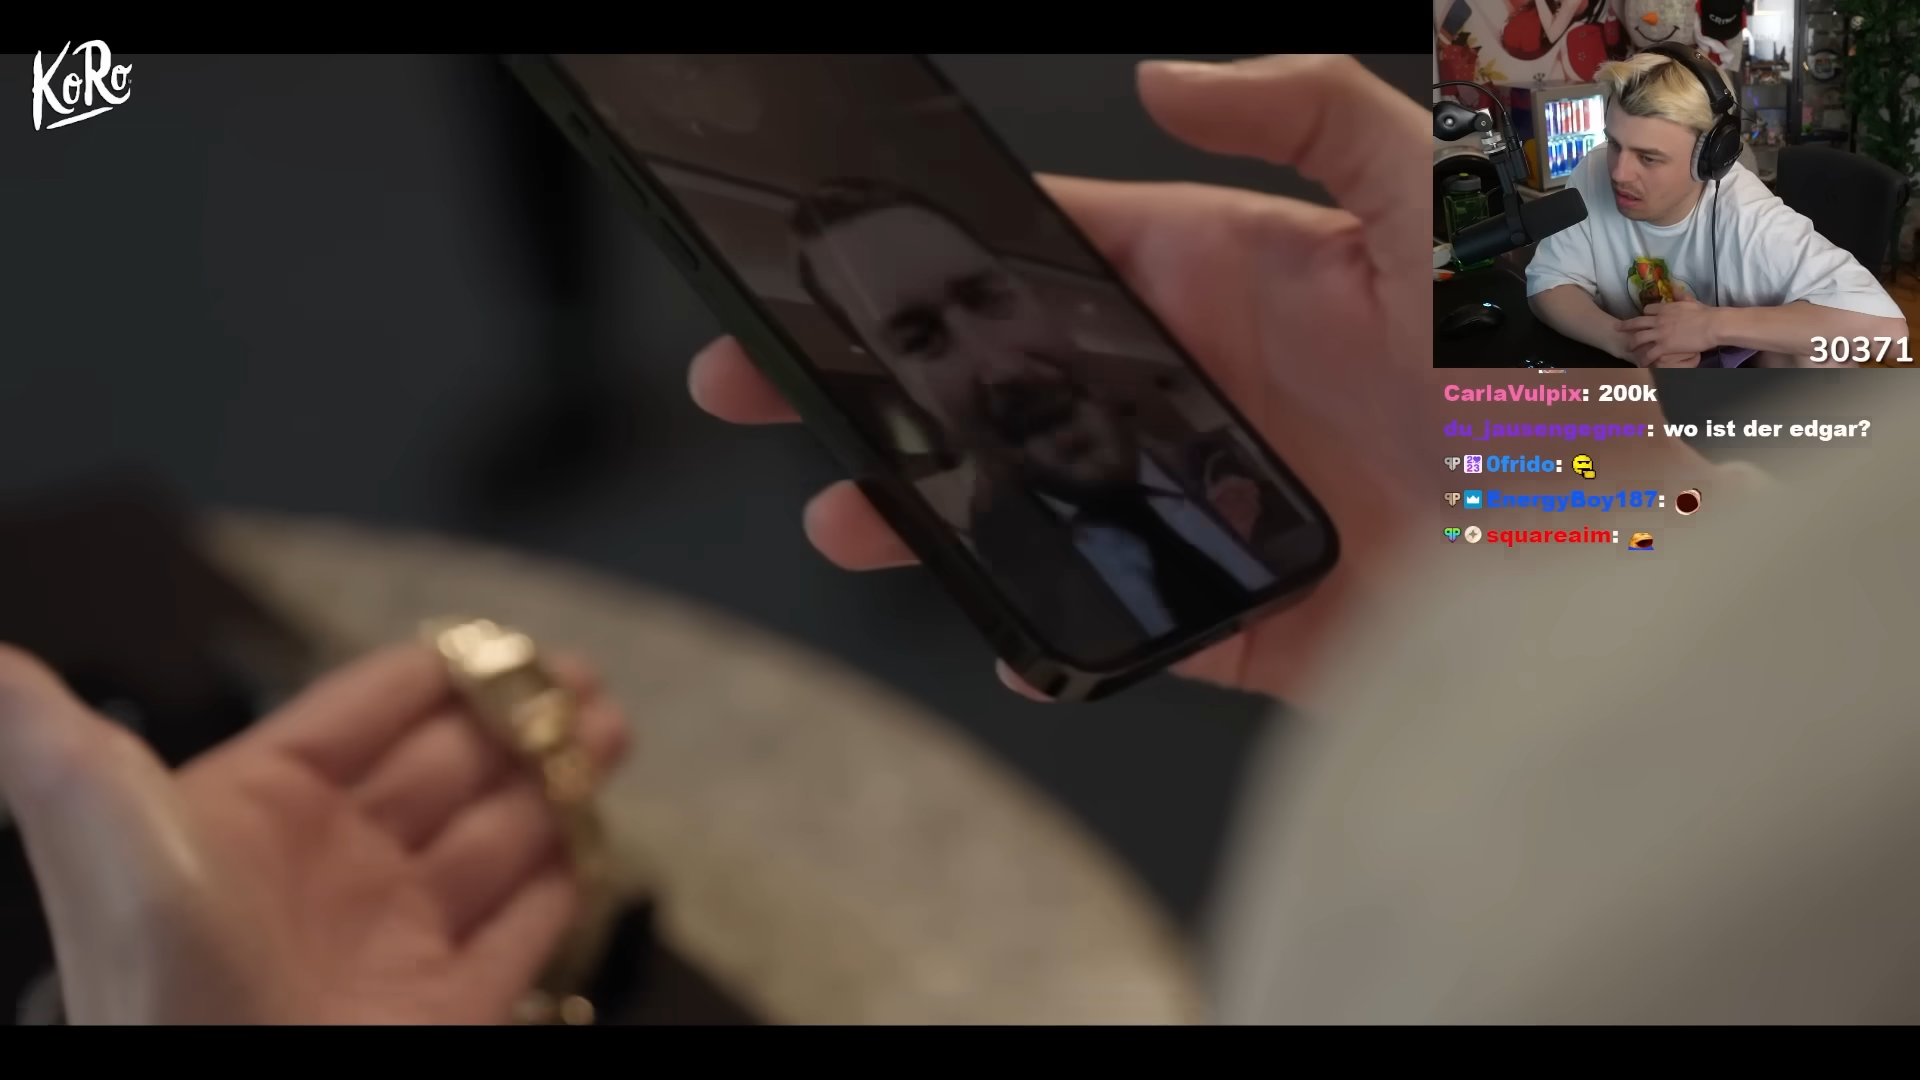 KoRo
30371
CarlaVulpix: 200k
du_jausengegner: wo ist der edgar?
0frido:
EnergyBoy187:
squareaim: